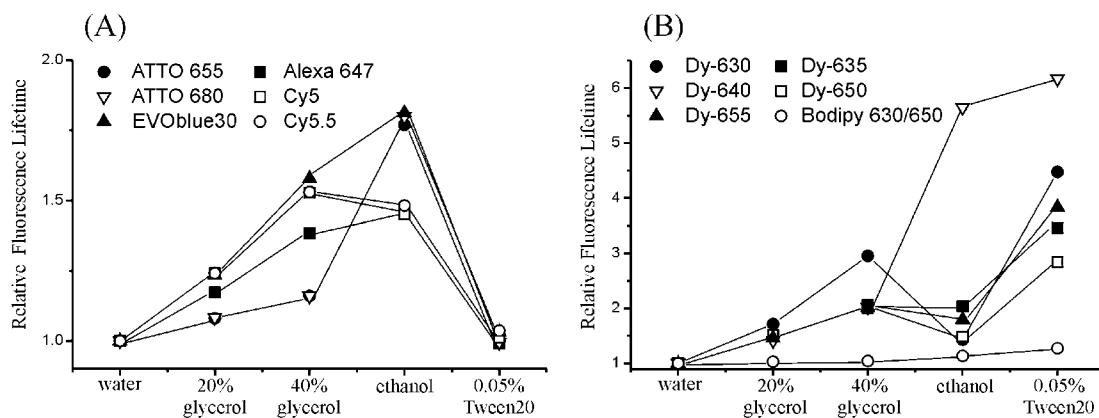 (A)
Relative Fluorescence Lifetime
2.0
1.5
1.0
ATTO 655
ATTO 680
EVOblue30
Alexa 647
Cy5
Cy5.5
water
20% glycerol
40% glycerol
ethanol
0.05% Tween20
(B)
Relative Fluorescence Lifetime
6
5
4
3
2
1
Dy-630
Dy-640
Dy-655
Dy-635
Dy-650
Bodipy 630/650
water
20% glycerol
40% glycerol
ethanol
0.05% Tween20